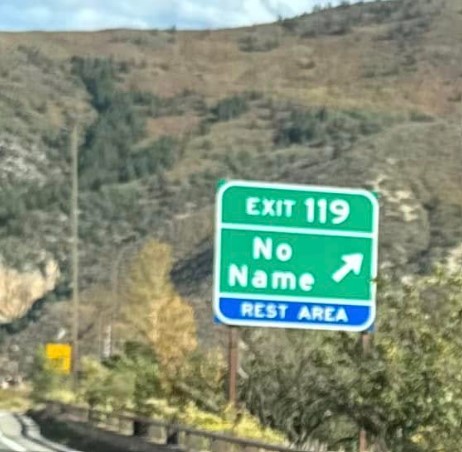 EXIT 119
No
Name
REST AREA